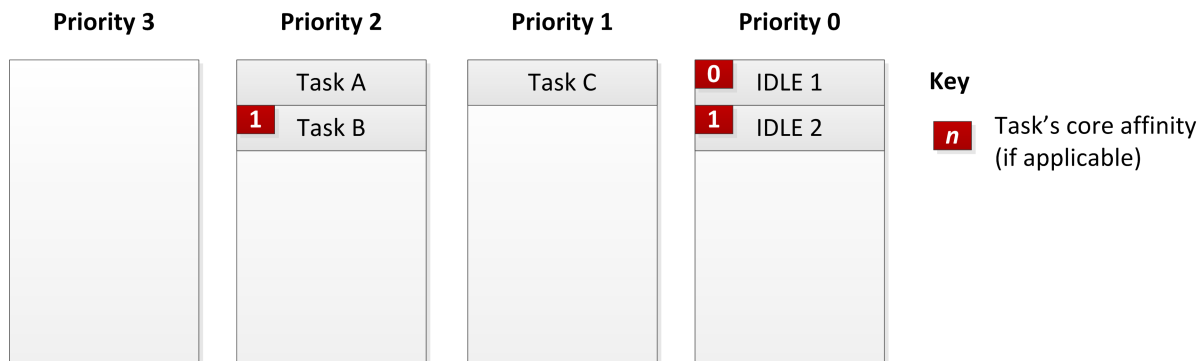 Priority 3
Priority 2
Priority 1
Priority 0
Task A
Task C
0 IDLE 1
Key
1 Task B
1 IDLE 2
n Task's core affinity
(if applicable)